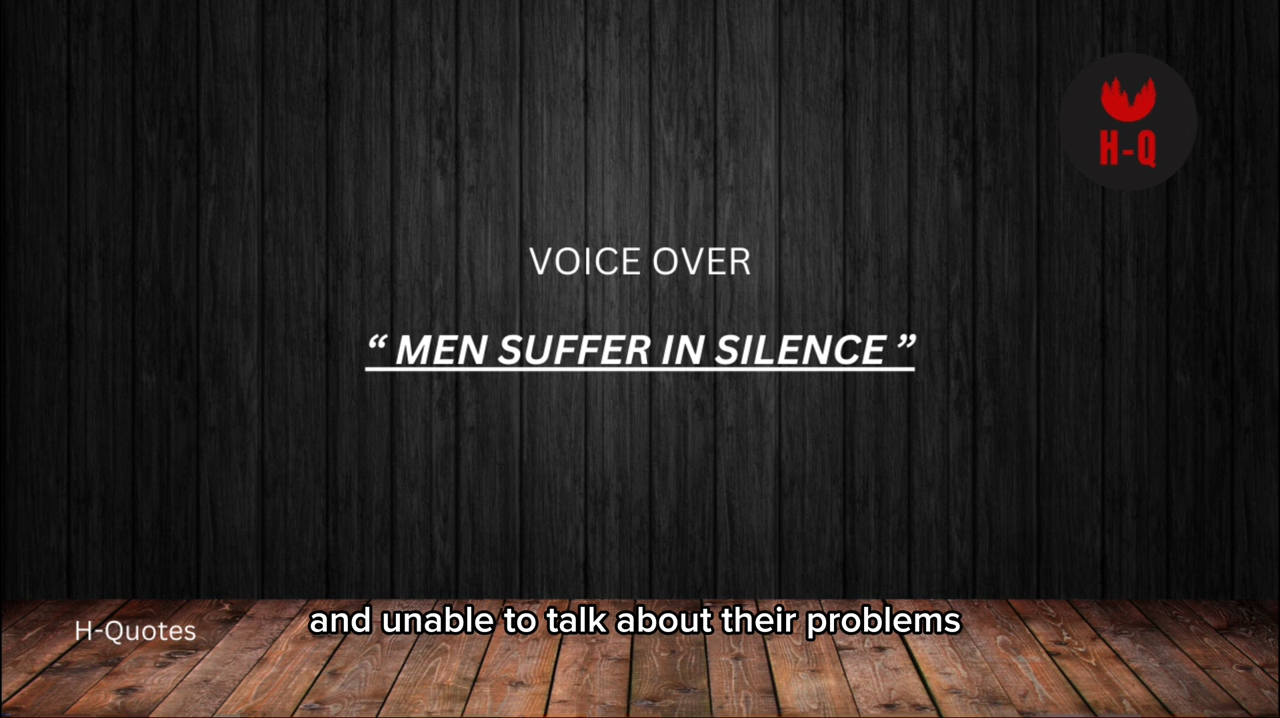 H-Q
VOICE OVER
“ MEN SUFFER IN SILENCE ”
and unable to talk about their problems
H-Quotes